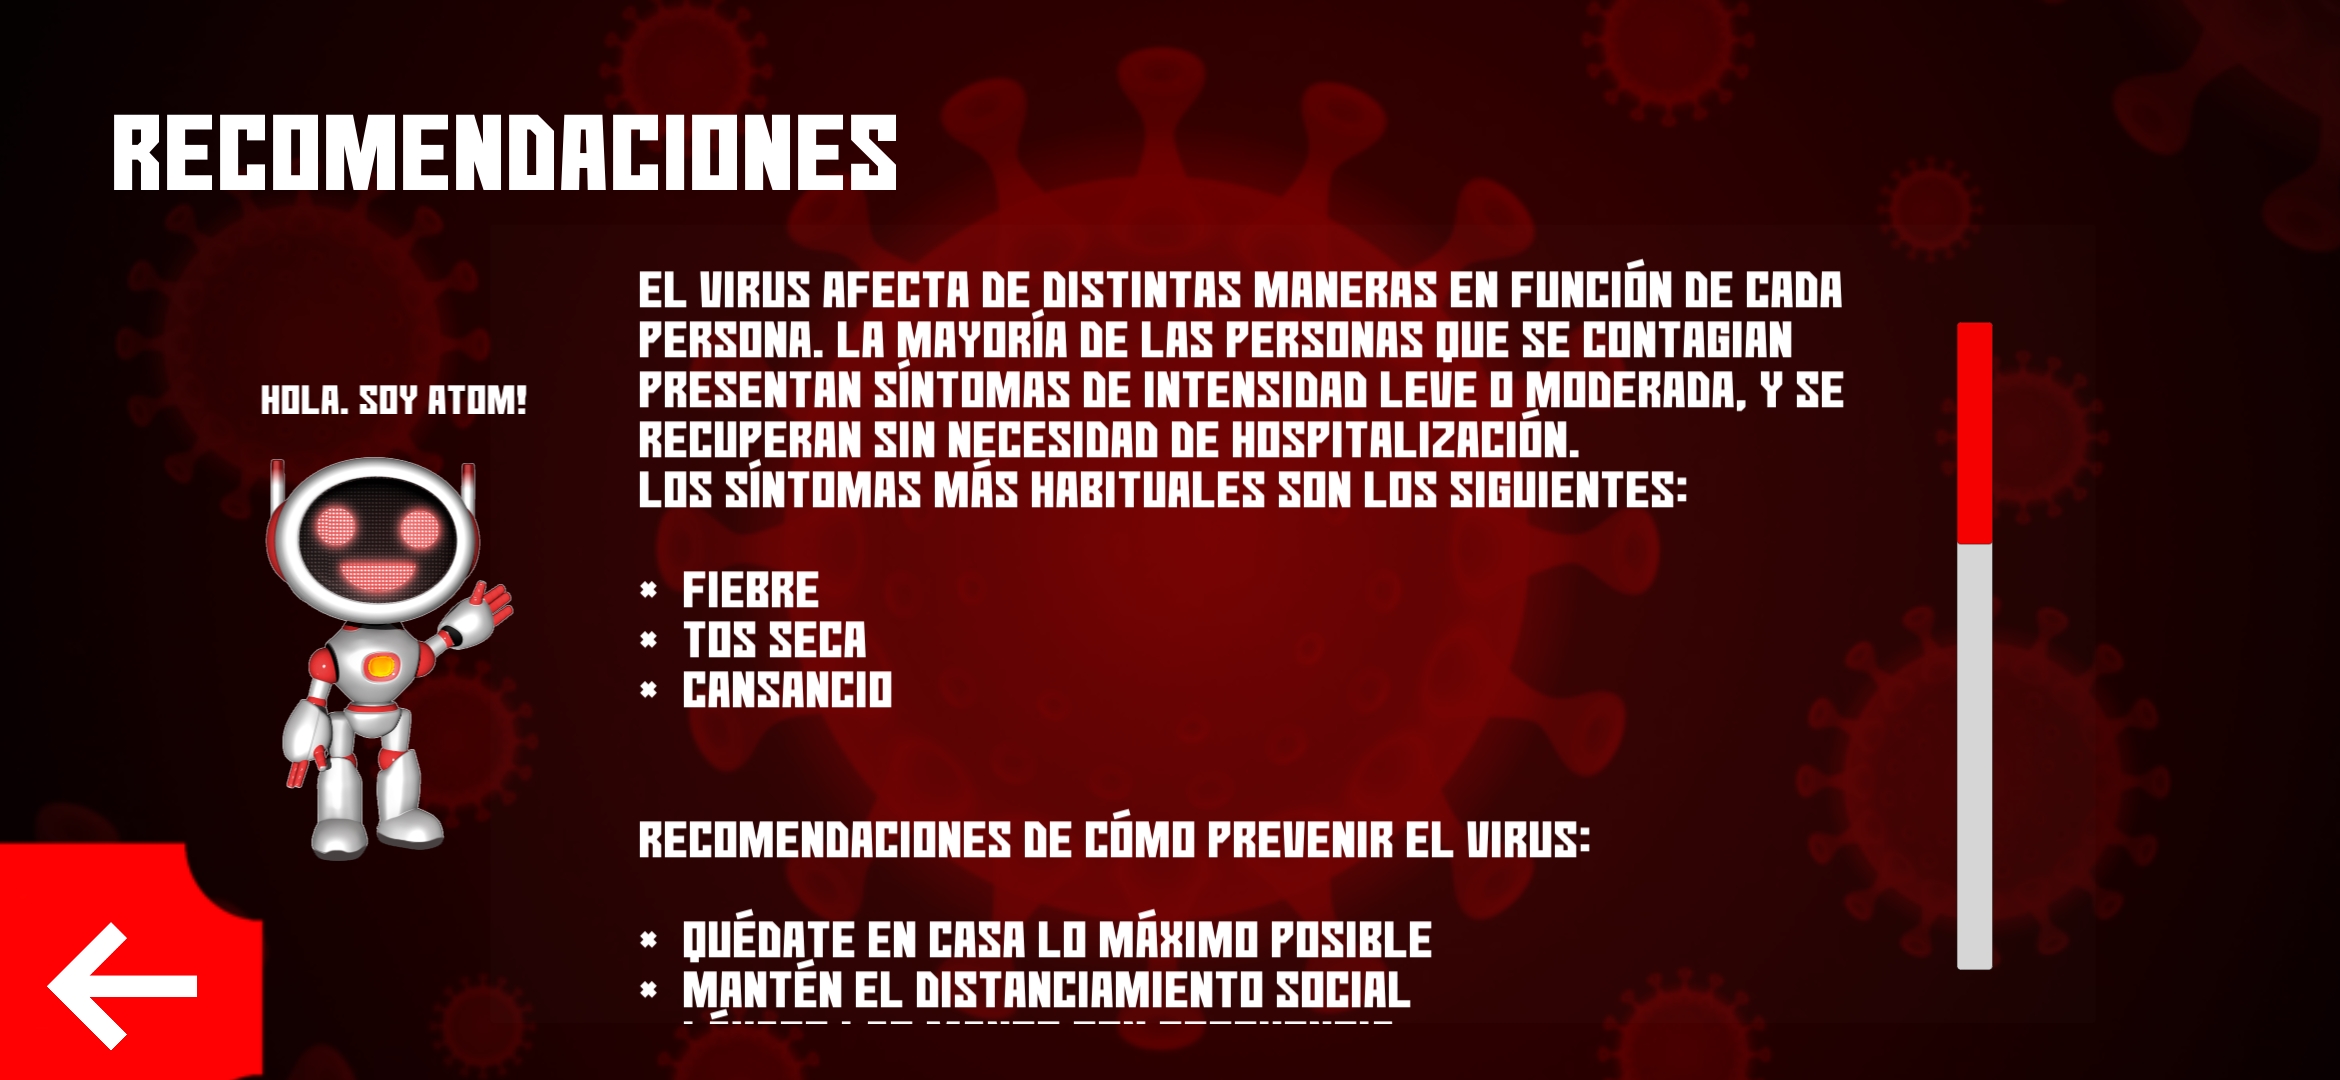 RECOMENDACIONES
HOLA. SOY ATOM!
EL VIRUS AFECTA DE DISTINTAS MANERAS EN FUNCIÓN DE CADA
PERSONA. LA MAYORÍA DE LAS PERSONAS QUE SE CONTAGIAN
PRESENTAN SÍNTOMAS DE INTENSIDAD LEVE O MODERADA, Y SE
RECUPERAN SIN NECESIDAD DE HOSPITALIZACIÓN.
LOS SÍNTOMAS MÁS HABITUALES SON LOS SIGUIENTES:
× FIEBRE
× TOS SECA
× CANSANCIO
RECOMENDACIONES DE CÓMO PREVENIR EL VIRUS:
× QUÉDATE EN CASA LO MÁXIMO POSIBLE
× MANTÉN EL DISTANCIAMIENTO SOCIAL